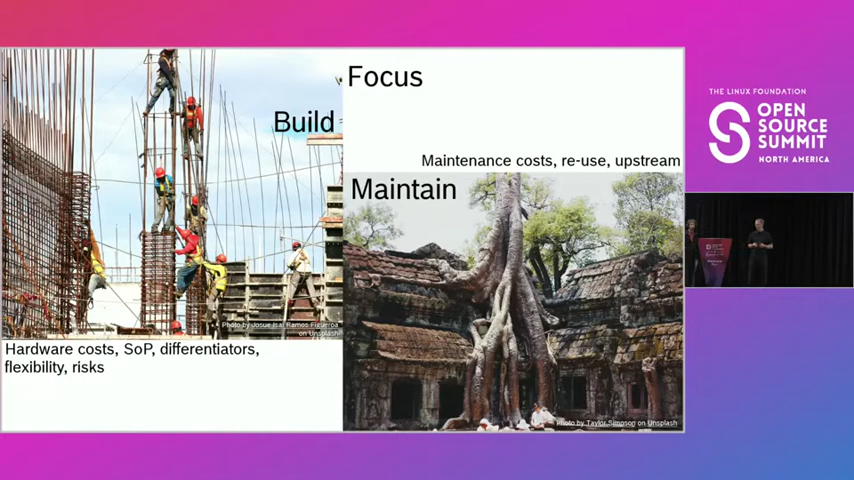 Focus
Build
Maintenance costs, re-use, upstream
Maintain
Photo by Josue Isai Ramos Figueroa
on Unsplash
Hardware costs, SoP, differentiators,
flexibility, risks
Photo by Taylor Simpson on Unsplash
THE LINUX FOUNDATION
OPEN
SOURCE
SUMMIT
NORTH AMERICA